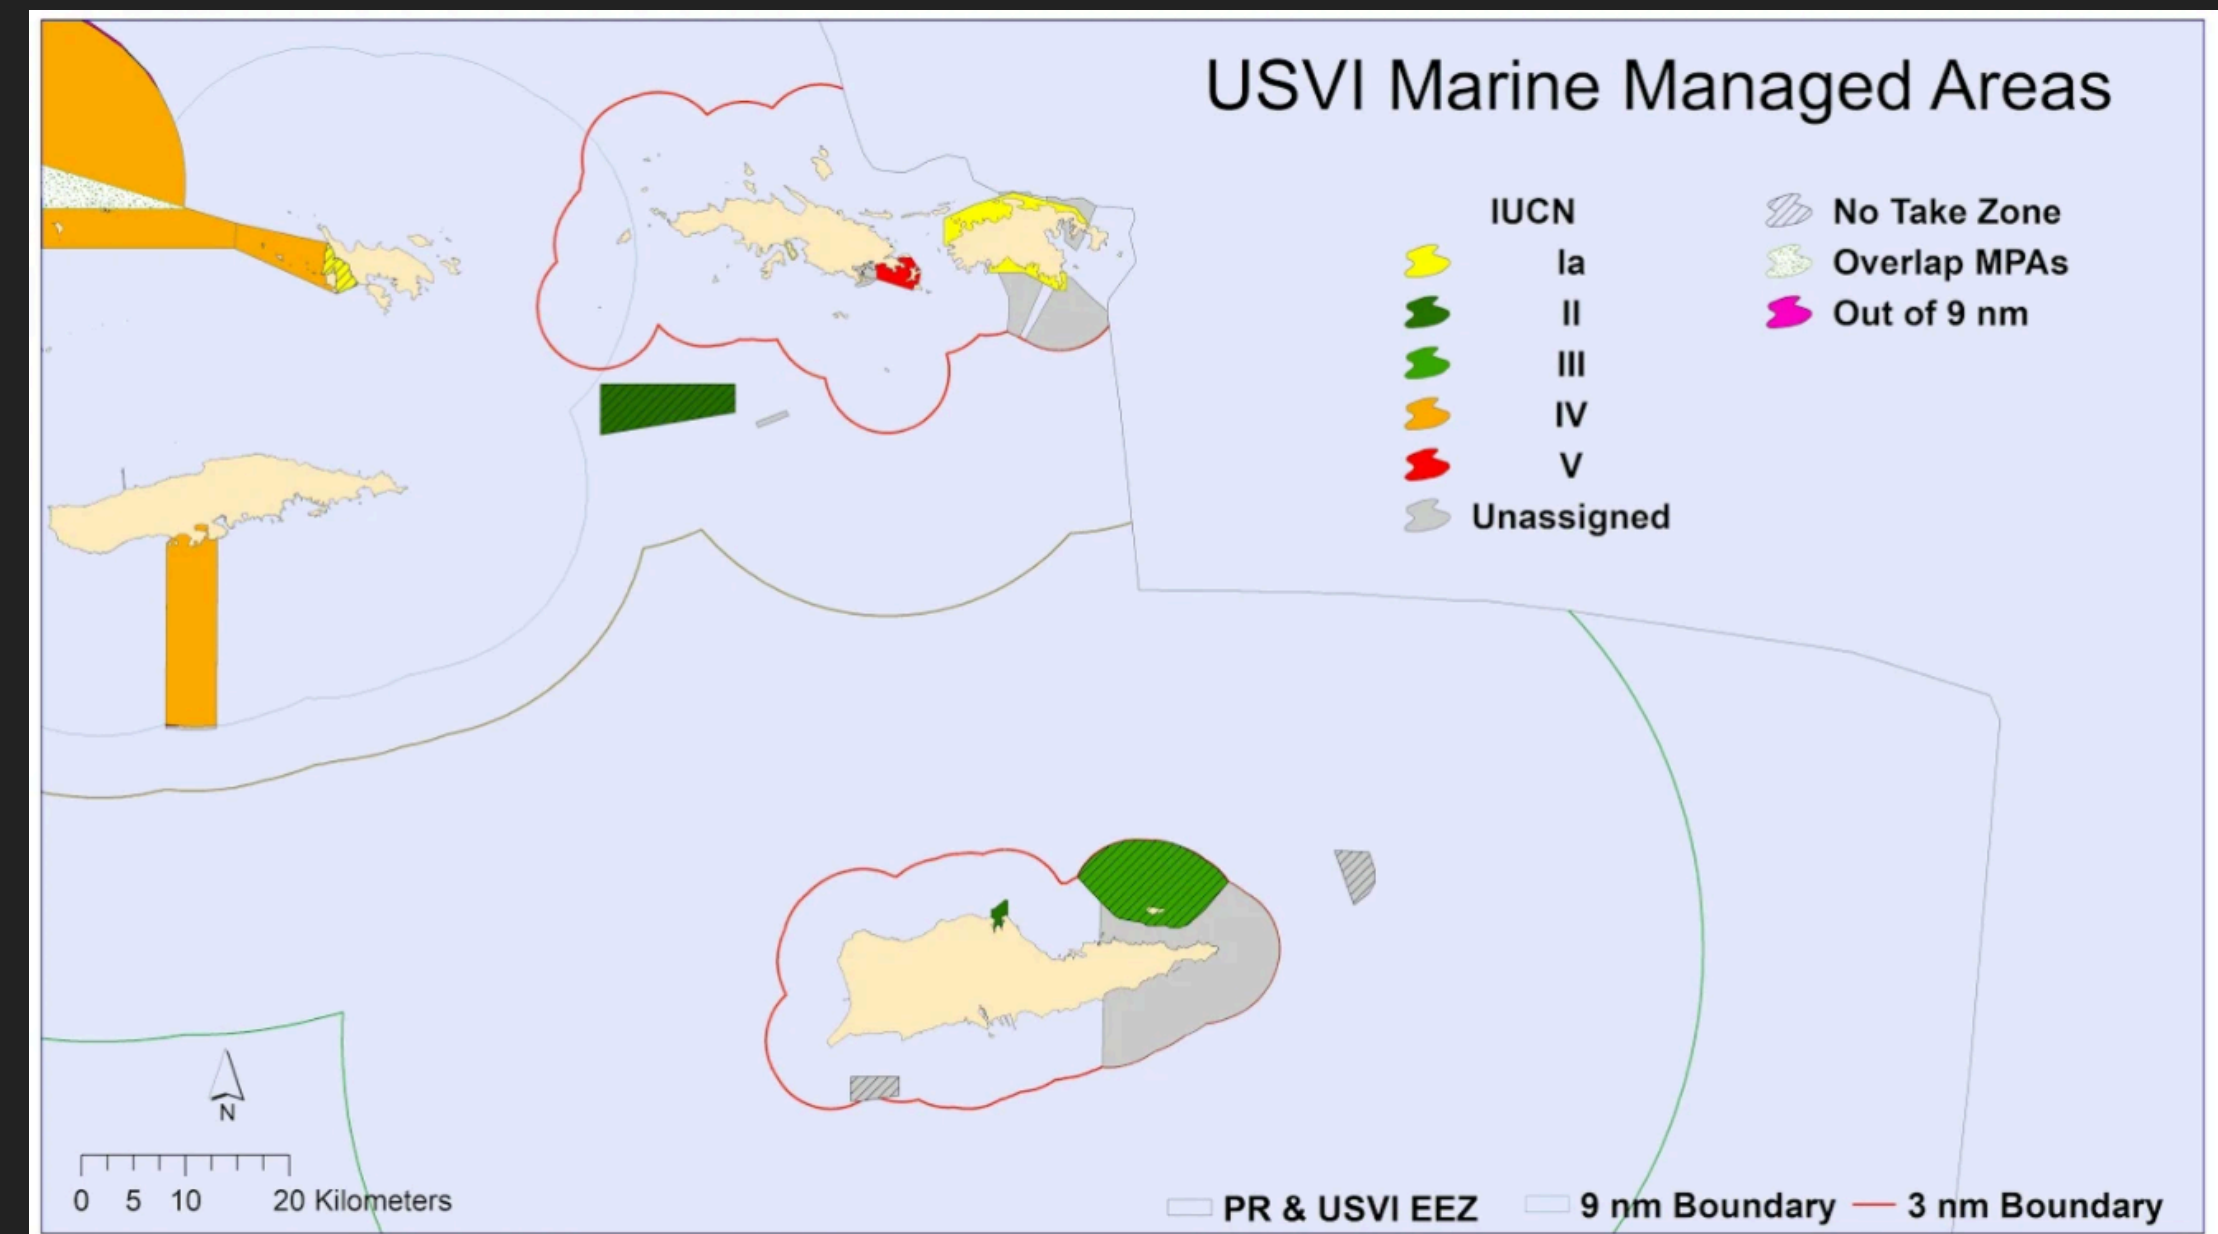 USVI Marine Managed Areas
IUCN
Ia
II
III
IV
V
Unassigned
No Take Zone
Overlap MPAs
Out of 9 nm
N
0 5 10 20 Kilometers
PR & USVI EEZ 9 nm Boundary 3 nm Boundary